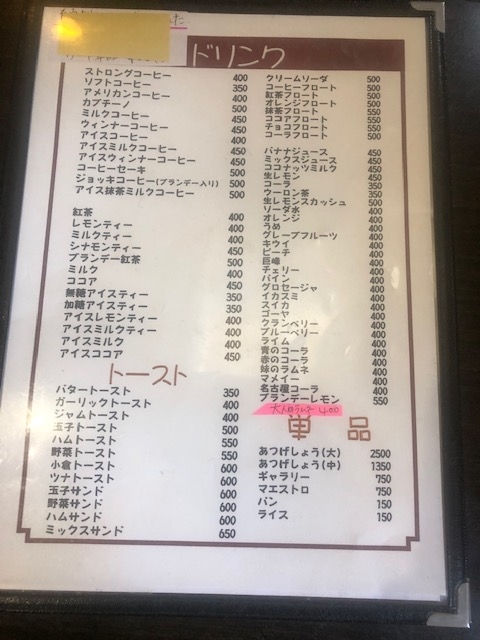 ドリンク
ストロングコーヒー 400
ソフトコーヒー 350
アメリカンコーヒー 400
カプチーノ 500
ミルクコーヒー 450
ウィンナーコーヒー 450
アイスコーヒー 400
アイスミルクコーヒー 450
アイスウィンナーコーヒー 450
コーヒーセーキ 500
ジョッキコーヒー(ブランデー入り) 500
アイス抹茶ミルクコーヒー 500
紅茶 400
レモンティー 400
ミルクティー 400
シナモンティー 450
ブランデー紅茶 500
ミルク 400
ココア 450
無糖アイスティー 350
加糖アイスティー 350
アイスレモンティー 400
アイスミルクティー 400
アイスミルク 400
アイスココア 450
トースト
バタートースト 350
ガーリックトースト 400
ジャムトースト 400
玉子トースト 500
ハムトースト 550
野菜トースト 550
小倉トースト 600
ツナトースト 600
玉子サンド 600
野菜サンド 600
ハムサンド 600
ミックスサンド 650
クリームソーダ 500
コーヒーフロート 500
紅茶フロート 500
オレンジフロート 500
抹茶フロート 550
ココアフロート 550
チョコフロート 550
コーラフロート 500
バナナジュース 450
ミックスジュース 450
ココナッツミルク 450
生レモン 450
コーラ 350
ウーロン茶 350
生レモンスカッシュ 500
ソーダ水 400
オレンジ 400
うめ 400
グレープフルーツ 400
キウイ 400
ピーチ 400
巨峰 400
チェリー 400
パイン 400
グロセージャ 400
イカスミ 400
スイカ 400
ゴーヤ 400
クランベリー 400
ブルーベリー 400
ライム 400
青のコーラ 400
赤のコーラ 400
妹のラムネ 400
マメイー 400
名古屋コーラ 400
ブランデーレモン 550
大人のラムネ 400
単品
あつげしょう(大) 2500
あつげしょう(中) 1350
ギャラリー 750
マエストロ 750
パン 150
ライス 150